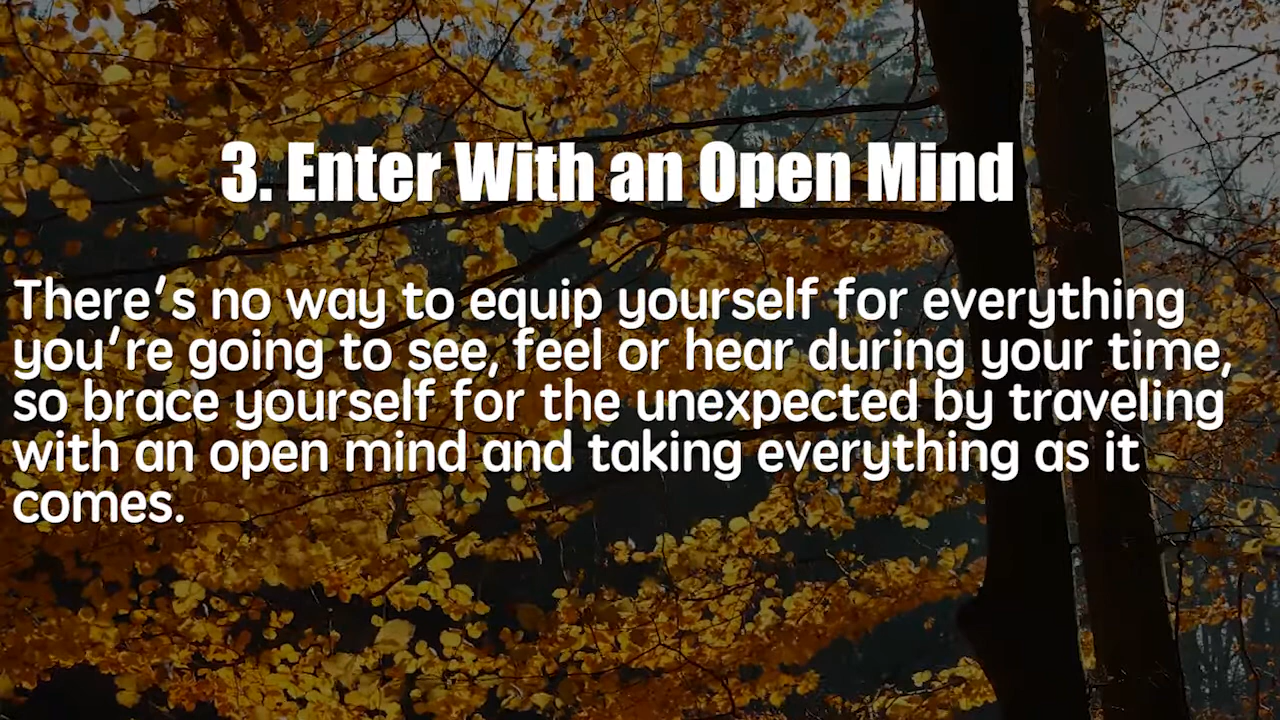 3. Enter With an Open Mind
There's no way to equip yourself for everything
you're going to see, feel or hear during your time,
so brace yourself for the unexpected by traveling
with an open mind and taking everything as it
comes.